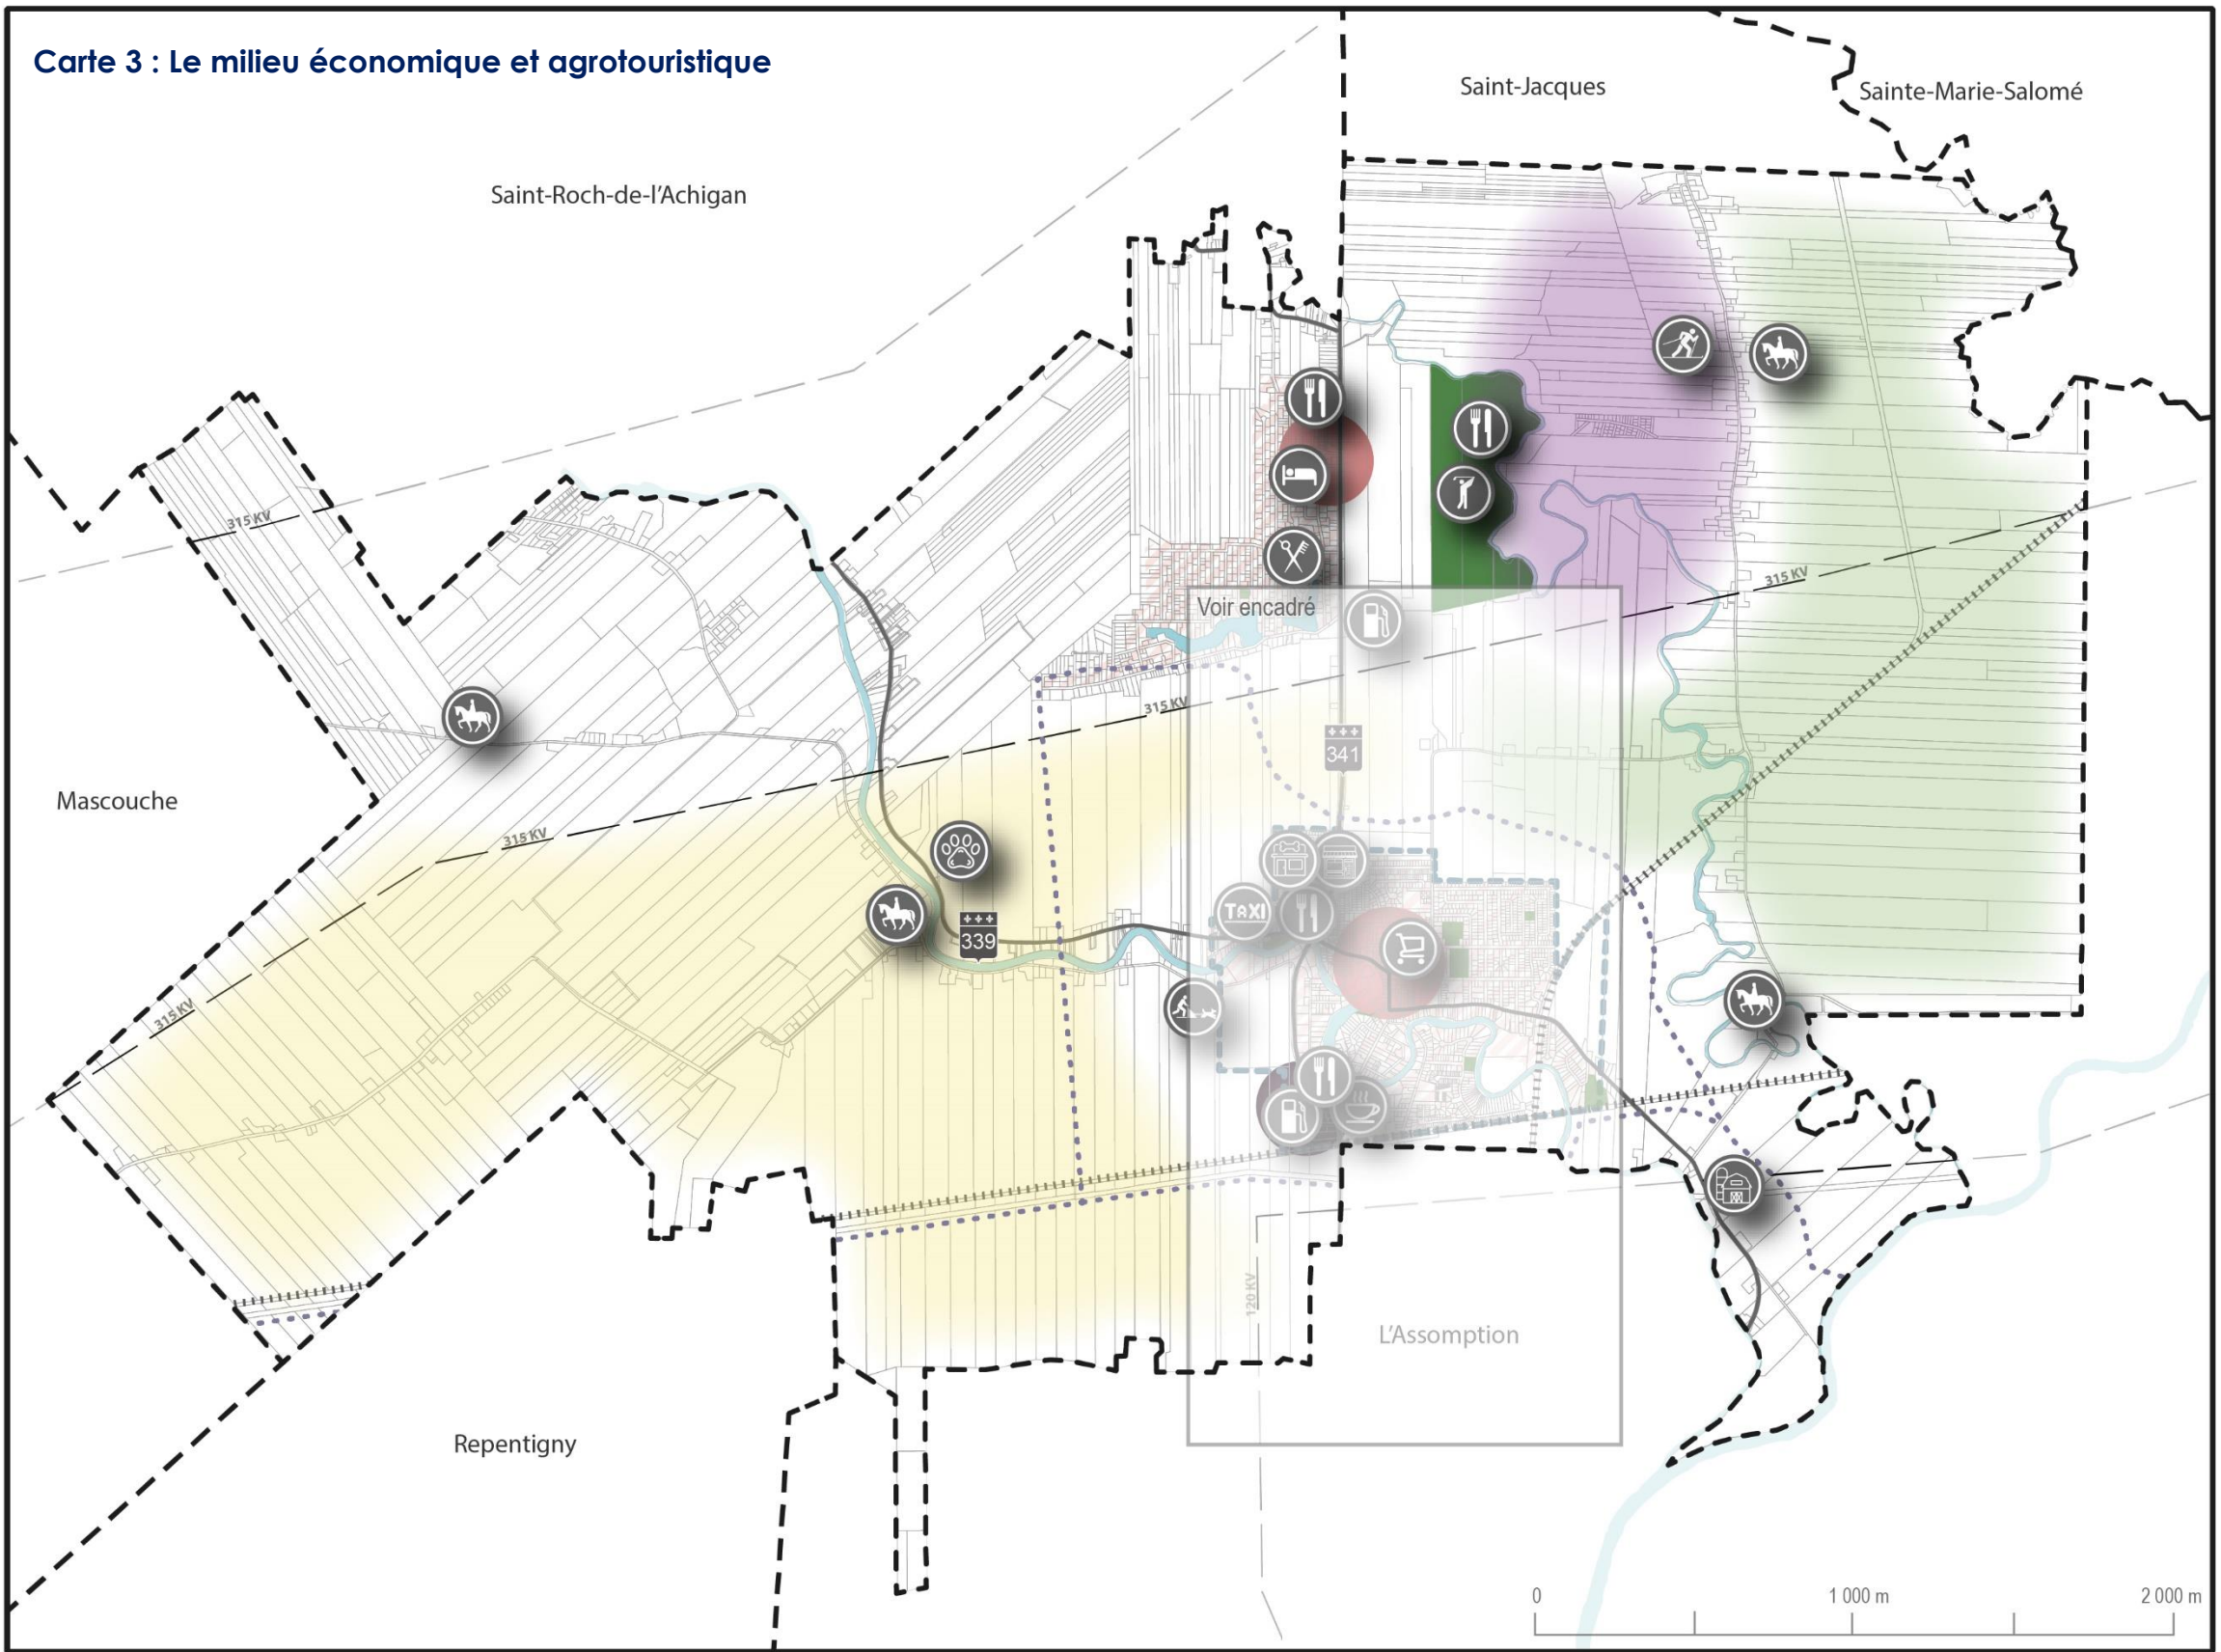 Carte 3 : Le milieu économique et agrotouristique
Saint-Jacques
Sainte-Marie-Salomé
Saint-Roch-de-l'Achigan
315 KV
315 KV
Voir encadré
315 KV
341
Mascouche
315 KV
TAXI
339
315 KV
120 KV
L'Assomption
Repentigny
0 1 000 m 2 000 m